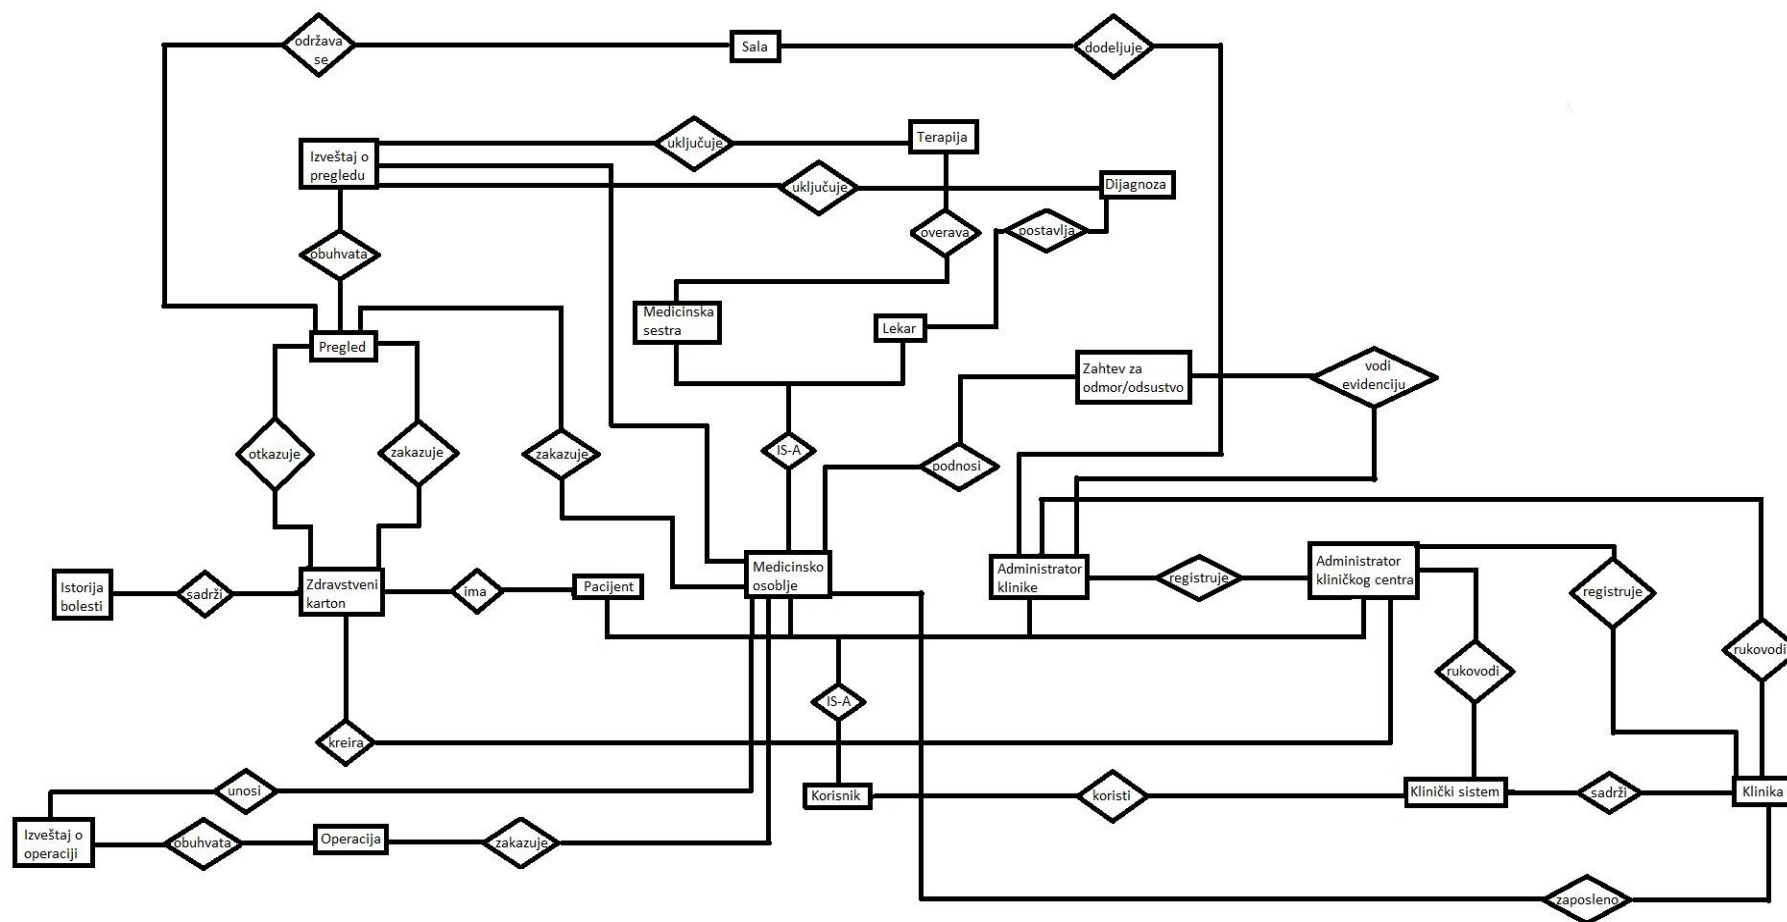 održava
se
Sala
dodeljuje
Izveštaj o
pregledu
uključuje
Terapija
uključuje
Dijagnoza
obuhvata
overava
postavlja
Medicinska
sestra
Lekar
Pregled
Zahtev za
odmor/odsustvo
vodi
evidenciju
otkazuje
zakazuje
zakazuje
IS-A
podnosi
Istorija
bolesti
sadrži
Zdravstveni
karton
ima
Pacijent
Medicinsko
osoblje
Administrator
klinike
registruje
Administrator
kliničkog centra
registruje
rukovodi
rukovodi
IS-A
kreira
unosi
Korisnik
koristi
Klinički sistem
sadrži
Klinika
Izveštaj o
operaciji
obuhvata
Operacija
zakazuje
zaposleno